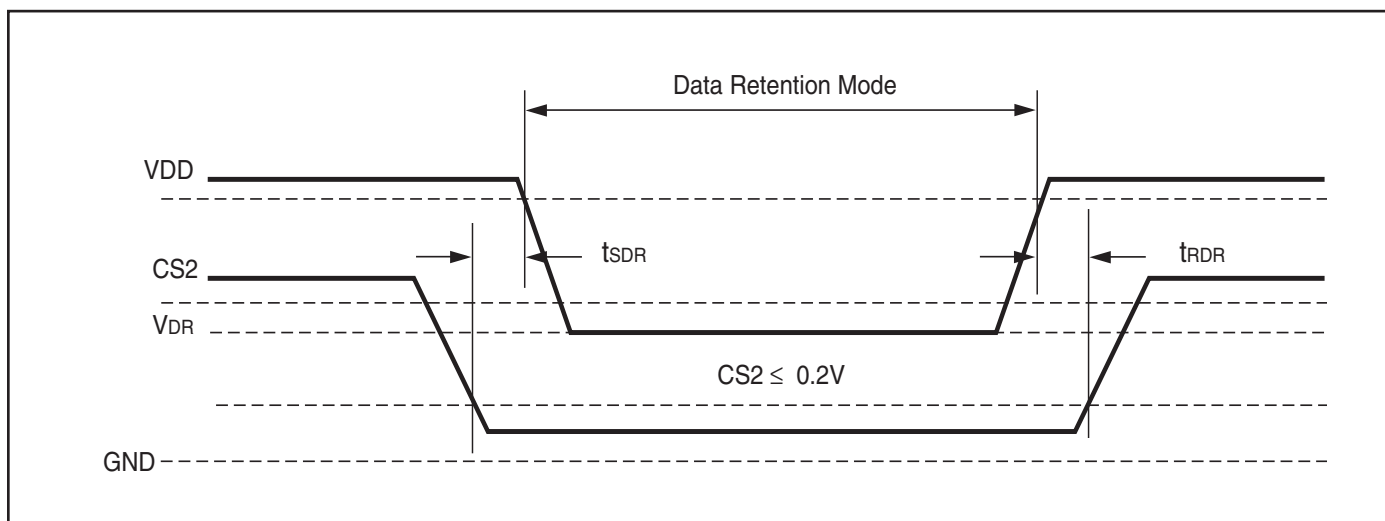 Data Retention Mode
VDD
tSDR
tRDR
CS2
VDR
CS2 ≤ 0.2V
GND